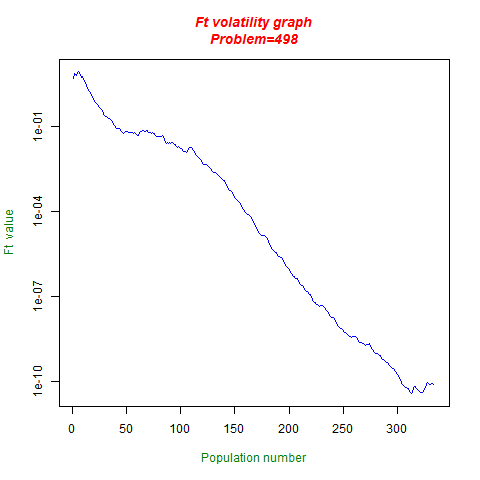 Ft volatility graph
Problem=498
Ft value
1e-01
1e-04
1e-07
1e-10
0 50 100 150 200 250 300
Population number